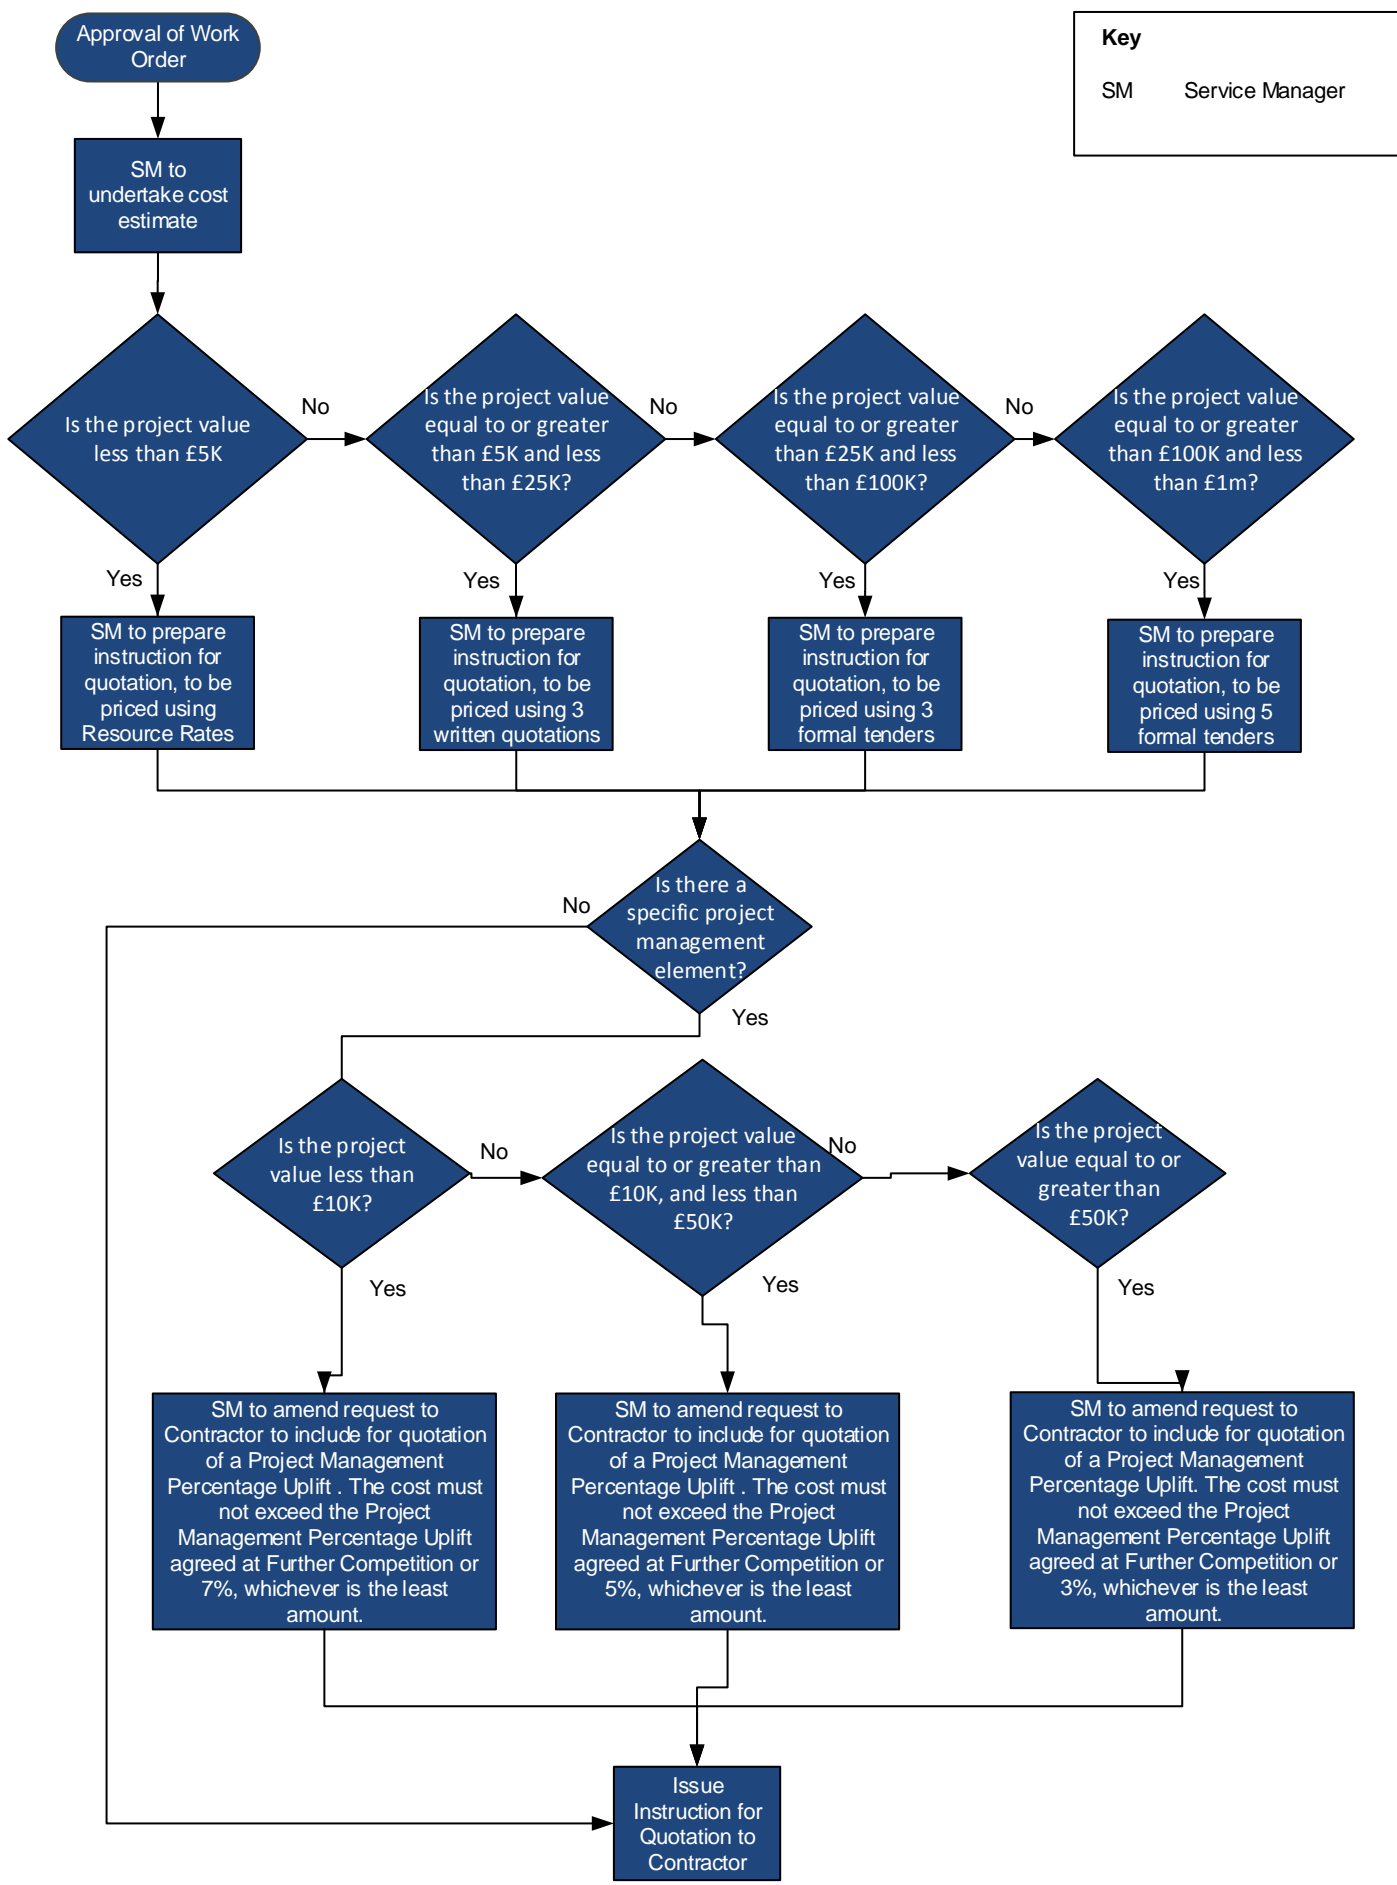 Approval of Work
Order
Key
SM Service Manager
SM to
undertake cost
estimate
Is the project value
less than £5K
No
Is the project value
equal to or greater
than £5K and less
than £25K?
No
Is the project value
equal to or greater
than £25K and less
than £100K?
No
Is the project value
equal to or greater
than £100K and less
than £1m?
Yes
Yes
Yes
Yes
SM to prepare
instruction for
quotation, to be
priced using
Resource Rates
SM to prepare
instruction for
quotation, to be
priced using 3
written quotations
SM to prepare
instruction for
quotation, to be
priced using 3
formal tenders
SM to prepare
instruction for
quotation, to be
priced using 5
formal tenders
No
Is there a
specific project
management
element?
Yes
Is the project
value less than
£10K?
No
Is the project value
equal to or greater than
£10K, and less than
£50K?
No
Is the project
value equal to or
greater than
£50K?
Yes
Yes
Yes
SM to amend request to
Contractor to include for quotation
of a Project Management
Percentage Uplift . The cost must
not exceed the Project
Management Percentage Uplift
agreed at Further Competition or
7%, whichever is the least
amount.
SM to amend request to
Contractor to include for quotation
of a Project Management
Percentage Uplift . The cost must
not exceed the Project
Management Percentage Uplift
agreed at Further Competition or
5%, whichever is the least
amount.
SM to amend request to
Contractor to include for quotation
of a Project Management
Percentage Uplift. The cost must
not exceed the Project
Management Percentage Uplift
agreed at Further Competition or
3%, whichever is the least
amount.
Issue
Instruction for
Quotation to
Contractor